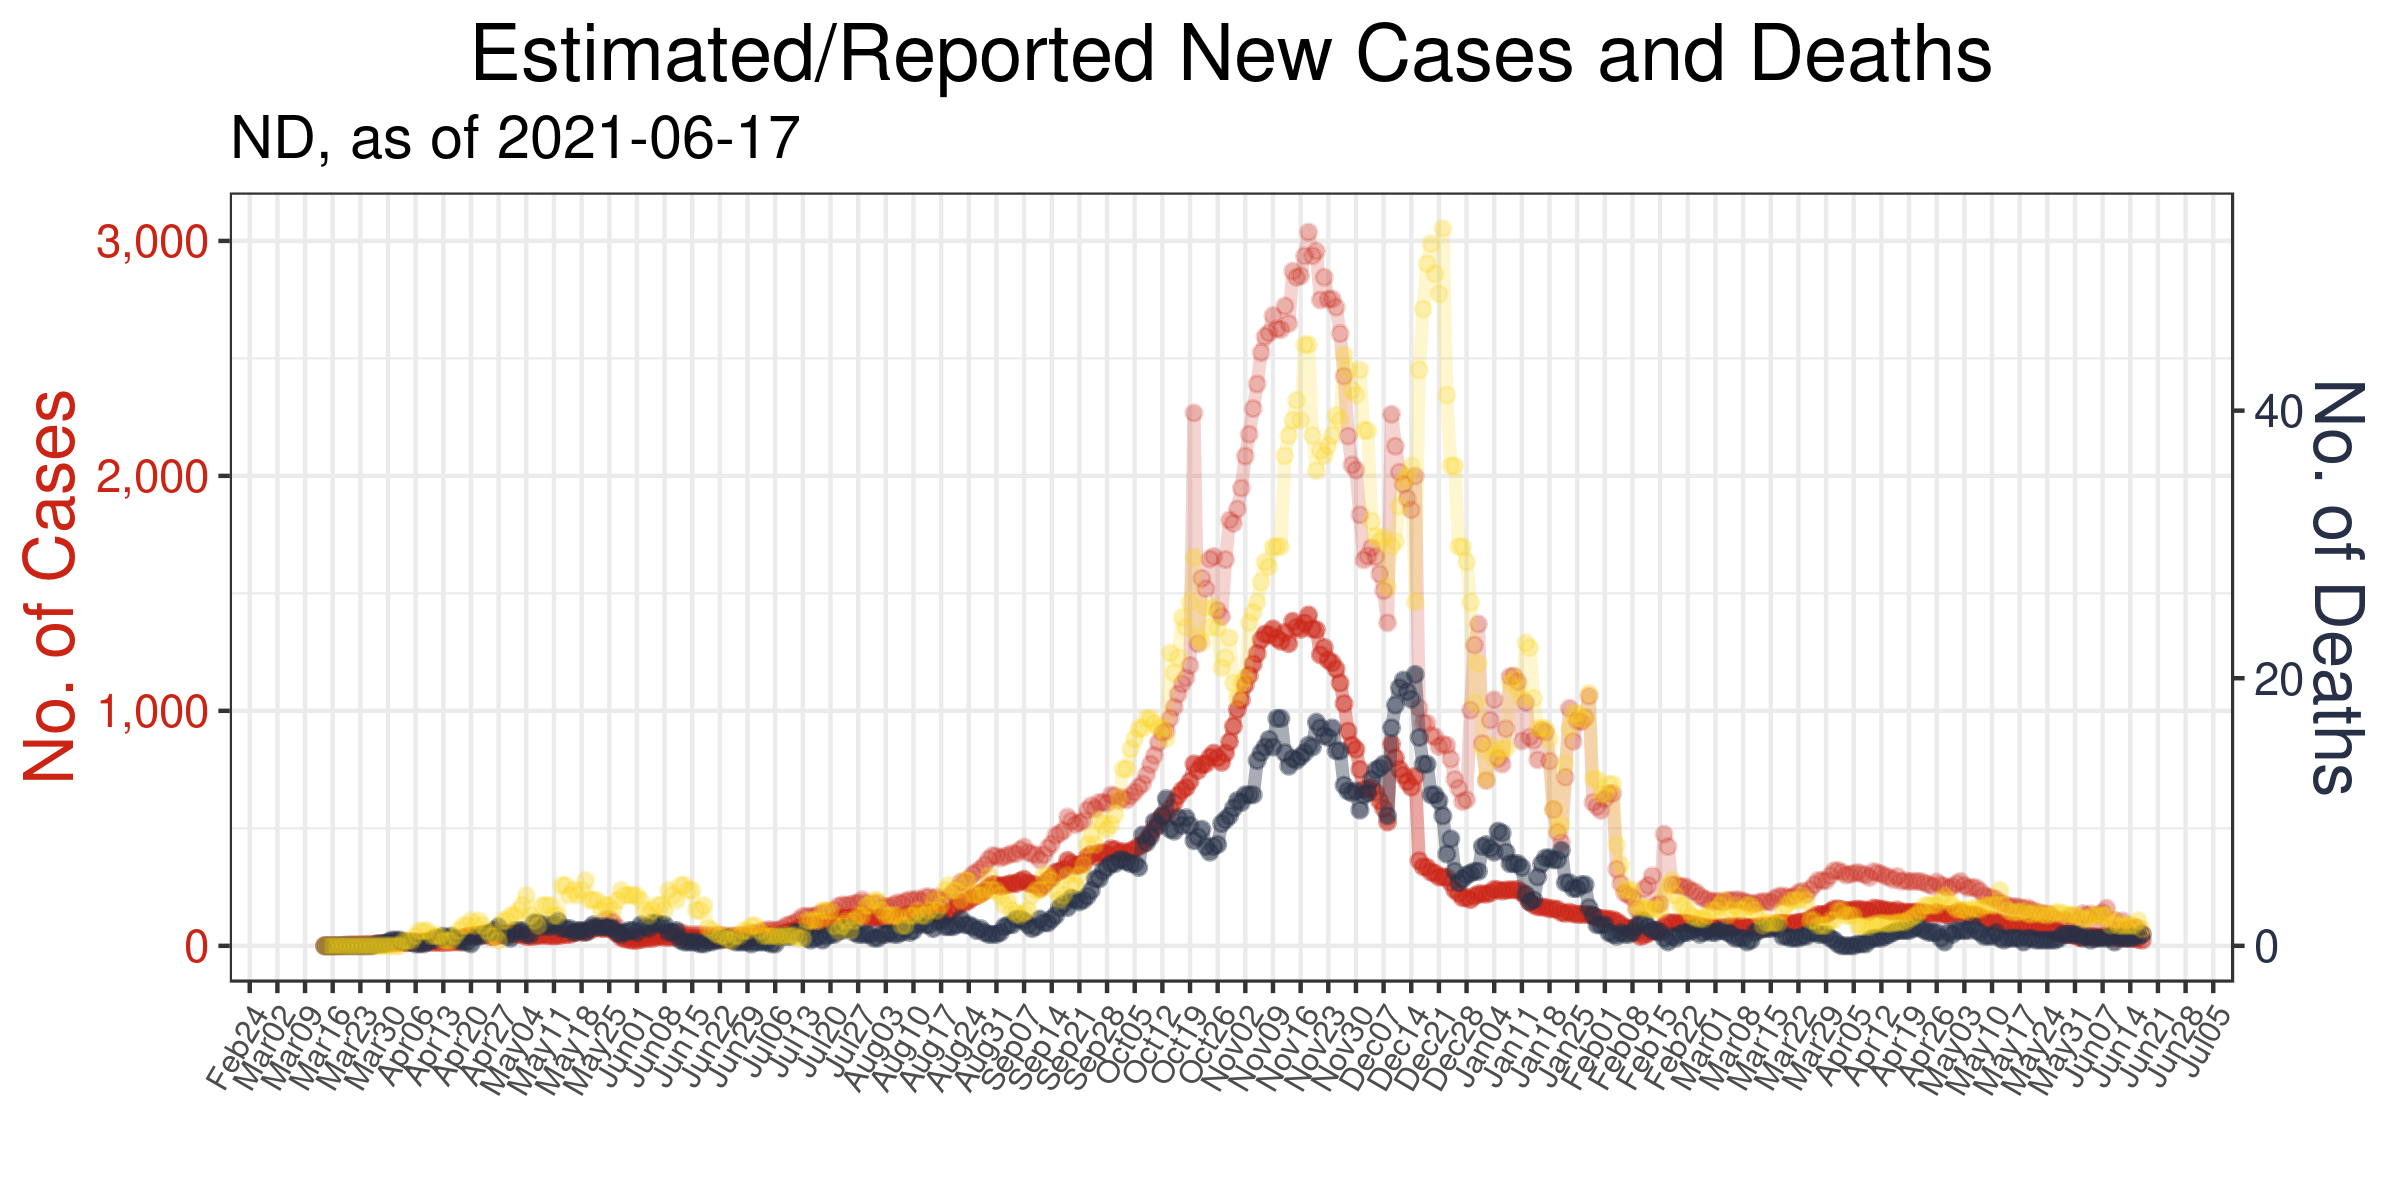 Estimated/Reported New Cases and Deaths
ND, as of 2021-06-17
No. of Cases
3,000
2,000
1,000
0
No. of Deaths
40
20
0
Feb24
Mar02
Mar09
Mar16
Mar23
Mar30
Apr06
Apr13
Apr20
Apr27
May04
May11
May18
May25
Jun01
Jun08
Jun15
Jun22
Jun29
Jul06
Jul13
Jul20
Jul27
Aug03
Aug10
Aug17
Aug24
Aug31
Sep07
Sep14
Sep21
Sep28
Oct05
Oct12
Oct19
Oct26
Nov02
Nov09
Nov16
Nov23
Nov30
Dec07
Dec14
Dec21
Dec28
Jan04
Jan11
Jan18
Jan25
Feb01
Feb08
Feb15
Feb22
Mar01
Mar08
Mar15
Mar22
Mar29
Apr05
Apr12
Apr19
Apr26
May03
May10
May17
May24
May31
Jun07
Jun14
Jun21
Jun28
Jul05